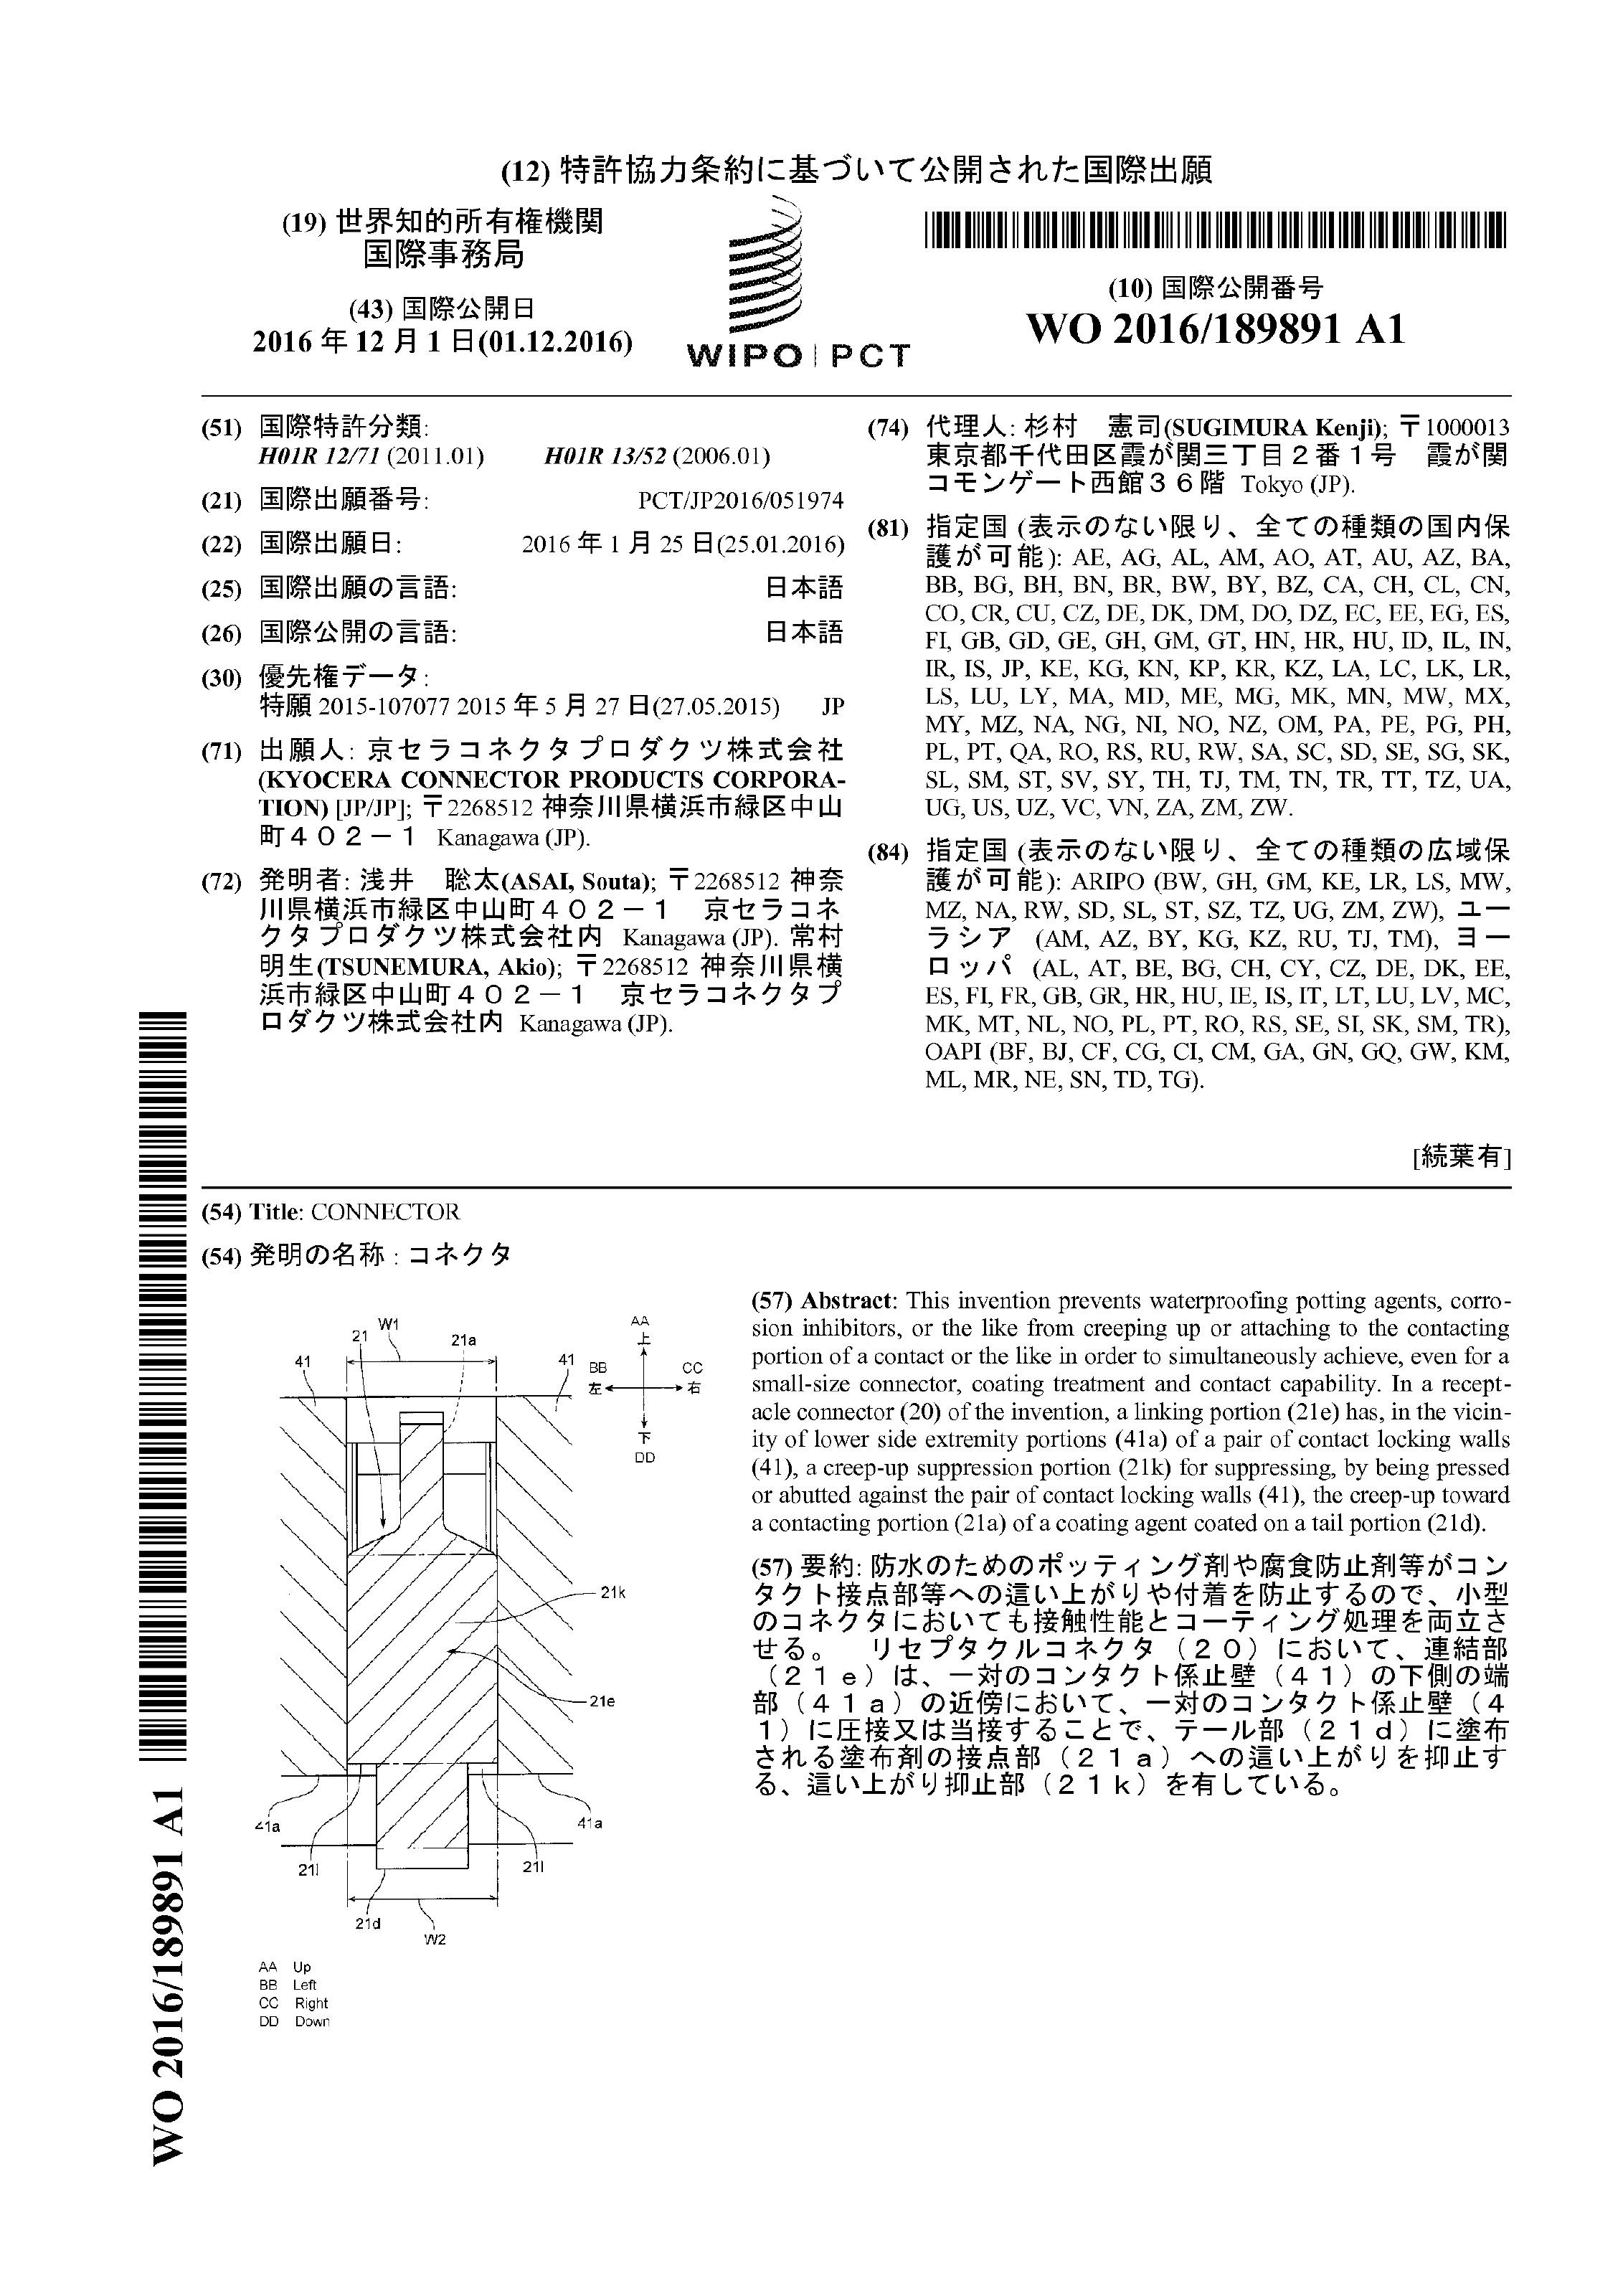 (12) 特許協力条約に基づいて公開された国際出願
(19) 世界知的所有権機関
国際事務局
(43) 国際公開日
2016 年 12 月 1 日(01.12.2016)
WIPO | PCT
(10) 国際公開番号
WO 2016/189891 A1
(51) 国際特許分類:
H01R 12/71 (2011.01) H01R 13/52 (2006.01)
(21) 国際出願番号: PCT/JP2016/051974
(22) 国際出願日: 2016 年 1 月 25 日(25.01.2016)
(25) 国際出願の言語: 日本語
(26) 国際公開の言語: 日本語
(30) 優先権データ:
特願 2015-107077 2015 年 5 月 27 日(27.05.2015) JP
(71) 出願人: 京セラコネクタプロダクツ株式会社
(KYOCERA CONNECTOR PRODUCTS CORPORA-
TION) [JP/JP]; 〒2268512 神奈川県横浜市緑区中山
町402-1 Kanagawa (JP).
(72) 発明者: 浅井 聡太(ASAI, Souta); 〒2268512 神奈
川県横浜市緑区中山町402-1 京セラコネ
クタプロダクツ株式会社内 Kanagawa (JP). 常村
明生(TSUNEMURA, Akio); 〒2268512 神奈川県横
浜市緑区中山町402-1 京セラコネクタプ
ロダクツ株式会社内 Kanagawa (JP).
(74) 代理人: 杉村 憲司(SUGIMURA Kenji); 〒1000013
東京都千代田区霞が関三丁目2番1号 霞が関
コモンゲート西館36階 Tokyo (JP).
(81) 指定国 (表示のない限り、全ての種類の国内保
護が可能): AE, AG, AL, AM, AO, AT, AU, AZ, BA,
BB, BG, BH, BN, BR, BW, BY, BZ, CA, CH, CL, CN,
CO, CR, CU, CZ, DE, DK, DM, DO, DZ, EC, EE, EG, ES,
FI, GB, GD, GE, GH, GM, GT, HN, HR, HU, ID, IL, IN,
IR, IS, JP, KE, KG, KN, KP, KR, KZ, LA, LC, LK, LR,
LS, LU, LY, MA, MD, ME, MG, MK, MN, MW, MX,
MY, MZ, NA, NG, NI, NO, NZ, OM, PA, PE, PG, PH,
PL, PT, QA, RO, RS, RU, RW, SA, SC, SD, SE, SG, SK,
SL, SM, ST, SV, SY, TH, TJ, TM, TN, TR, TT, TZ, UA,
UG, US, UZ, VC, VN, ZA, ZM, ZW.
(84) 指定国 (表示のない限り、全ての種類の広域保
護が可能): ARIPO (BW, GH, GM, KE, LR, LS, MW,
MZ, NA, RW, SD, SL, ST, SZ, TZ, UG, ZM, ZW), ユー
ラシア (AM, AZ, BY, KG, KZ, RU, TJ, TM), ヨー
ロッパ (AL, AT, BE, BG, CH, CY, CZ, DE, DK, EE,
ES, FI, FR, GB, GR, HR, HU, IE, IS, IT, LT, LU, LV, MC,
MK, MT, NL, NO, PL, PT, RO, RS, SE, SI, SK, SM, TR),
OAPI (BF, BJ, CF, CG, CI, CM, GA, GN, GQ, GW, KM,
ML, MR, NE, SN, TD, TG).
[続葉有]
(54) Title: CONNECTOR
(54) 発明の名称 : コネクタ
W1
21
21a
41
41
AA
上
BB
左
CC
右
下
DD
21k
21e
41a
41a
21l
21l
21d
W2
AA Up
BB Left
CC Right
DD Down
(57) Abstract: This invention prevents waterproofing potting agents, corro-
sion inhibitors, or the like from creeping up or attaching to the contacting
portion of a contact or the like in order to simultaneously achieve, even for a
small-size connector, coating treatment and contact capability. In a recept-
acle connector (20) of the invention, a linking portion (21e) has, in the vicin-
ity of lower side extremity portions (41a) of a pair of contact locking walls
(41), a creep-up suppression portion (21k) for suppressing, by being pressed
or abutted against the pair of contact locking walls (41), the creep-up toward
a contacting portion (21a) of a coating agent coated on a tail portion (21d).
(57) 要約: 防水のためのポッティング剤や腐食防止剤等がコン
タクト接点部等への這い上がりや付着を防止するので、小型
のコネクタにおいても接触性能とコーティング処理を両立さ
せる。 リセプタクルコネクタ(20)において、連結部
(21e)は、一対のコンタクト係止壁(41)の下側の端
部(41a)の近傍において、一対のコンタクト係止壁(4
1)に圧接又は当接することで、テール部(21d)に塗布
される塗布剤の接点部(21a)への這い上がりを抑止す
る、這い上がり抑止部(21k)を有している。
WO 2016/189891 A1